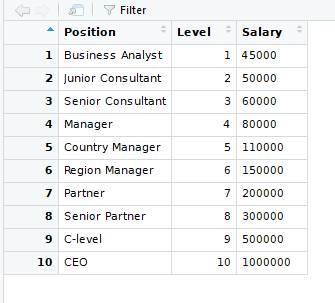 Filter
Position Level Salary
1 Business Analyst 1 45000
2 Junior Consultant 2 50000
3 Senior Consultant 3 60000
4 Manager 4 80000
5 Country Manager 5 110000
6 Region Manager 6 150000
7 Partner 7 200000
8 Senior Partner 8 300000
9 C-level 9 500000
10 CEO 10 1000000